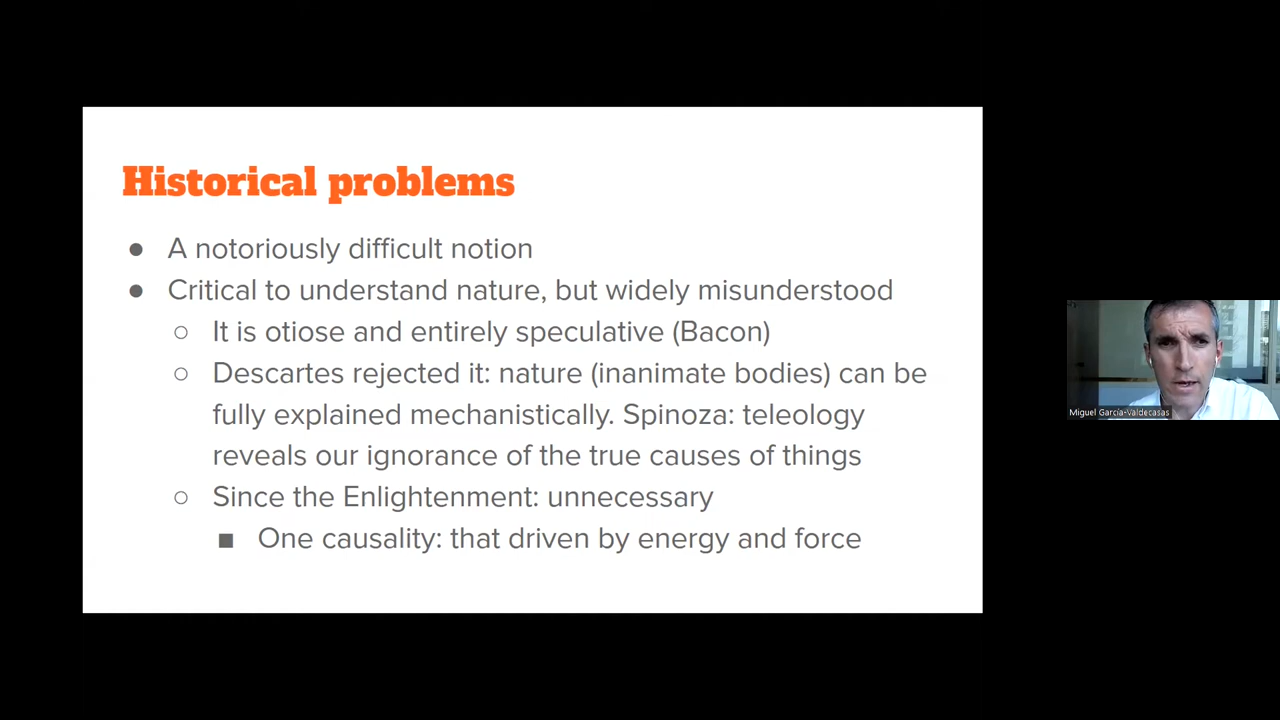 Historical problems
● A notoriously difficult notion
● Critical to understand nature, but widely misunderstood
○ It is otiose and entirely speculative (Bacon)
○ Descartes rejected it: nature (inanimate bodies) can be
fully explained mechanistically. Spinoza: teleology
reveals our ignorance of the true causes of things
○ Since the Enlightenment: unnecessary
■ One causality: that driven by energy and force
Miguel García-Valdecasas